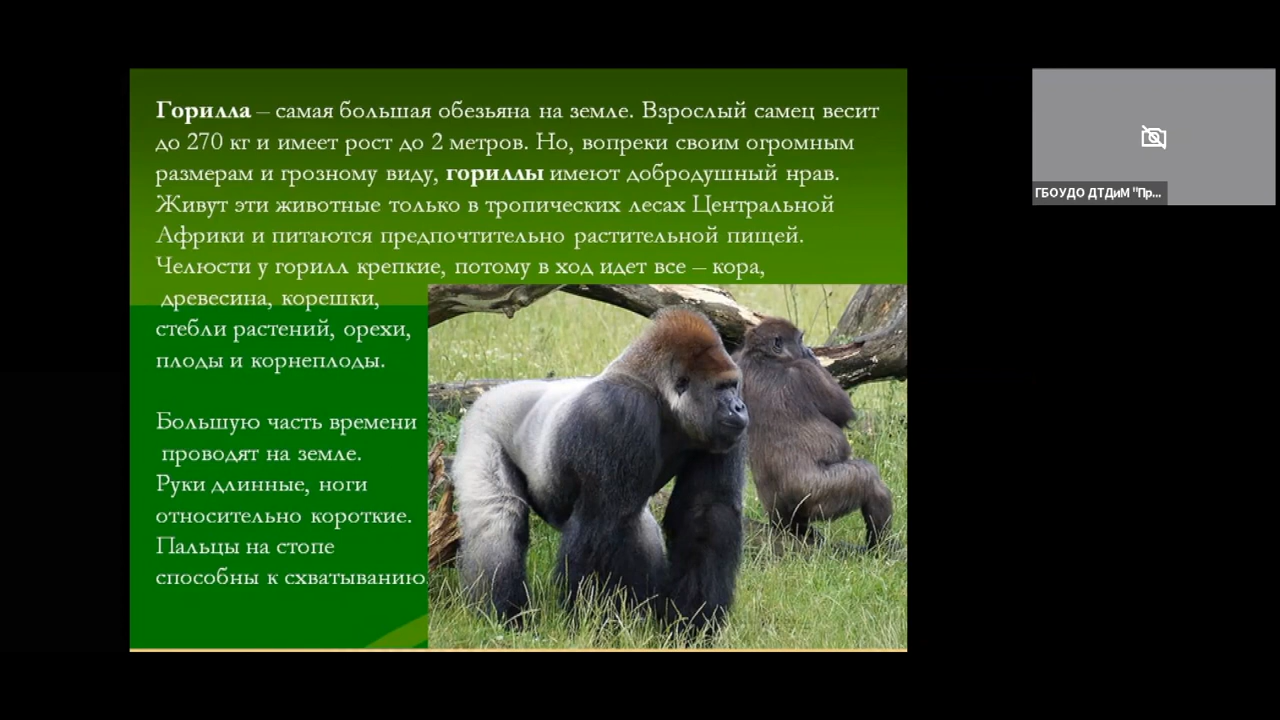 Горилла – самая большая обезьяна на земле. Взрослый самец весит
до 270 кг и имеет рост до 2 метров. Но, вопреки своим огромным
размерам и грозному виду, гориллы имеют добродушный нрав.
Живут эти животные только в тропических лесах Центральной
Африки и питаются предпочтительно растительной пищей.
Челюсти у горилл крепкие, потому в ход идет все – кора,
древесина, корешки,
стебли растений, орехи,
плоды и корнеплоды.
Большую часть времени
проводят на земле.
Руки длинные, ноги
относительно короткие.
Пальцы на стопе
способны к схватыванию.
ГБОУДО ДТДиМ "Пр...